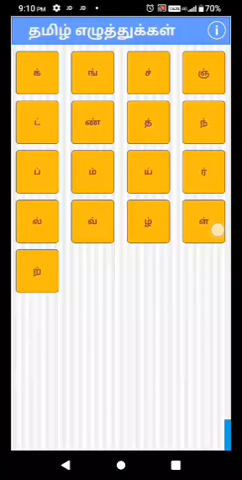 9:10 PM 70%
தமிழ் எழுத்துக்கள் i
க் ங் ச் ஞ்
ட் ண் த் ந்
ப் ம் ய் ர்
ல் வ் ழ்
ற்